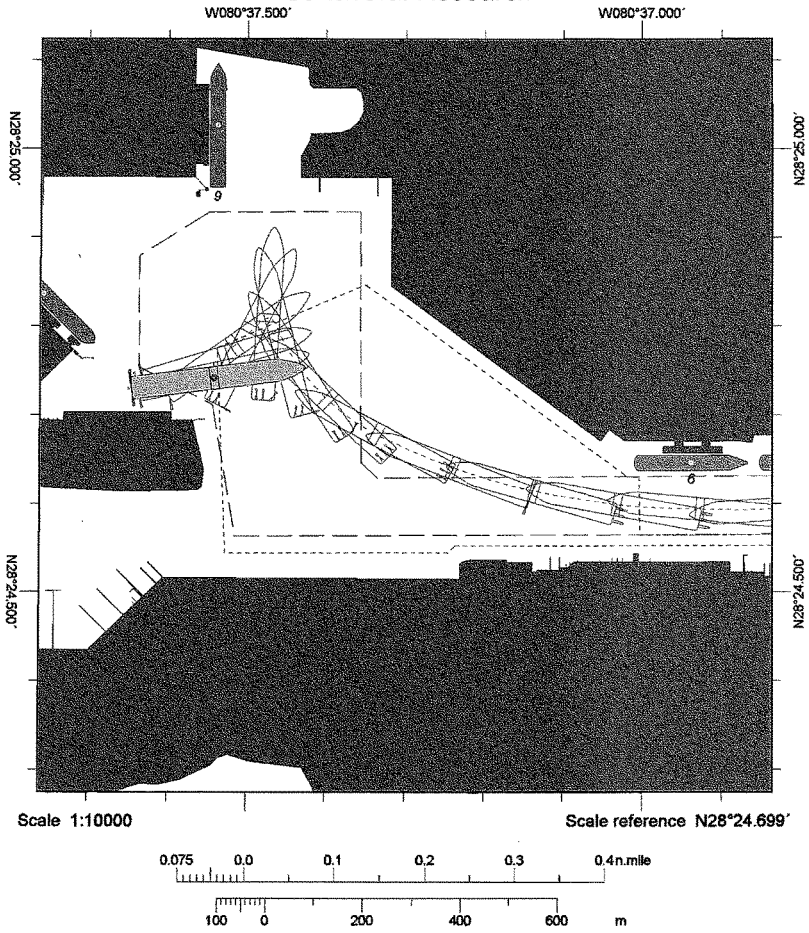 W080°37.500′ W080°37.000′
N28°25.000′ N28°25.000′
9
6
N28°24.500′ N28°24.500′
Scale 1:10000 Scale reference N28°24.699′
0.075 0.0 0.1 0.2 0.3 0.4n.mile
100 0 200 400 600 m